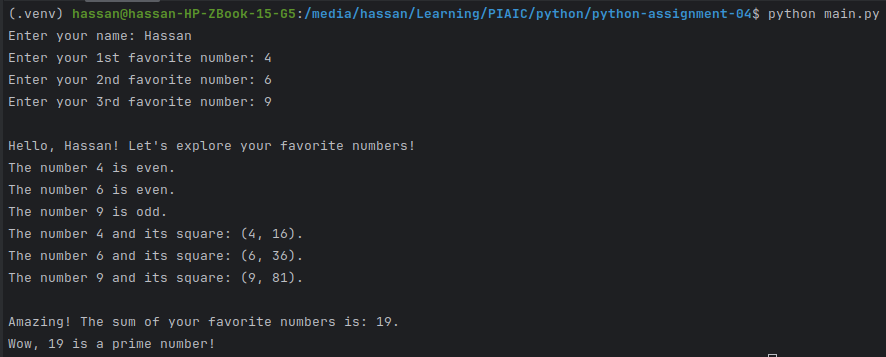 (.venv) hassan@hassan-HP-ZBook-15-G5:/media/hassan/Learning/PIAIC/python/python-assignment-04$ python main.py
Enter your name: Hassan
Enter your 1st favorite number: 4
Enter your 2nd favorite number: 6
Enter your 3rd favorite number: 9
Hello, Hassan! Let's explore your favorite numbers!
The number 4 is even.
The number 6 is even.
The number 9 is odd.
The number 4 and its square: (4, 16).
The number 6 and its square: (6, 36).
The number 9 and its square: (9, 81).
Amazing! The sum of your favorite numbers is: 19.
Wow, 19 is a prime number!